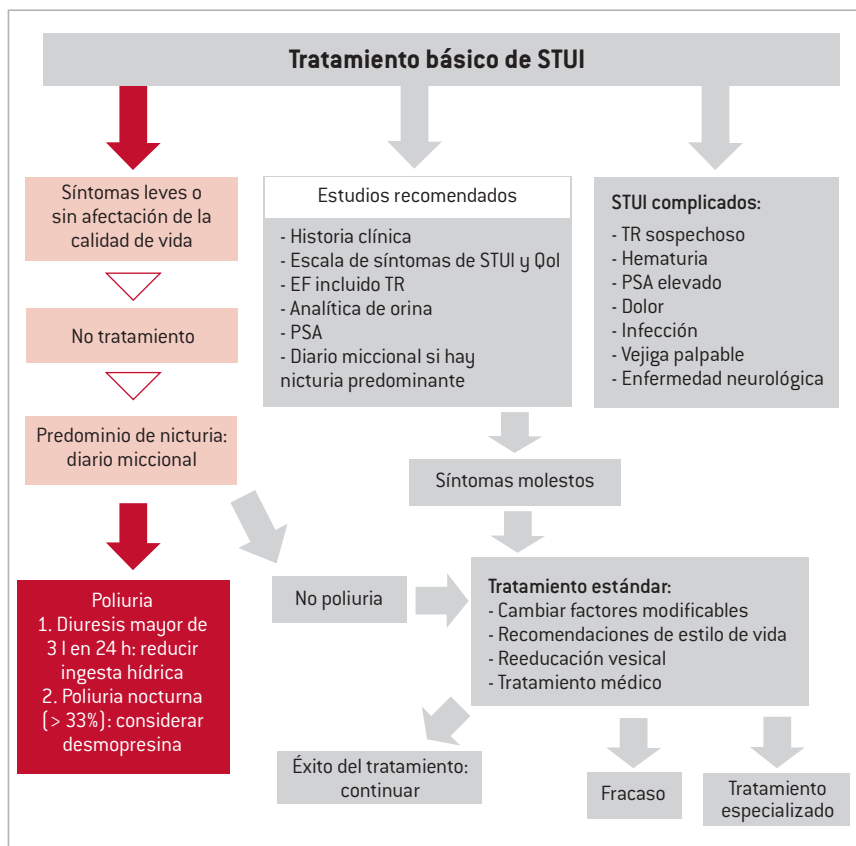 Tratamiento básico de STUI
Síntomas leves o
sin afectación de la
calidad de vida
No tratamiento
Predominio de nicturia:
diario miccional
Poliuria
1. Diuresis mayor de
3 l en 24 h: reducir
ingesta hídrica
2. Poliuria nocturna
(> 33%): considerar
desmopresina
Estudios recomendados
- Historia clínica
- Escala de síntomas de STUI y Qol
- EF incluido TR
- Analítica de orina
- PSA
- Diario miccional si hay
nicturia predominante
STUI complicados:
- TR sospechoso
- Hematuria
- PSA elevado
- Dolor
- Infección
- Vejiga palpable
- Enfermedad neurológica
Síntomas molestos
No poliuria
Tratamiento estándar:
- Cambiar factores modificables
- Recomendaciones de estilo de vida
- Reeducación vesical
- Tratamiento médico
Éxito del tratamiento:
continuar
Fracaso
Tratamiento
especializado